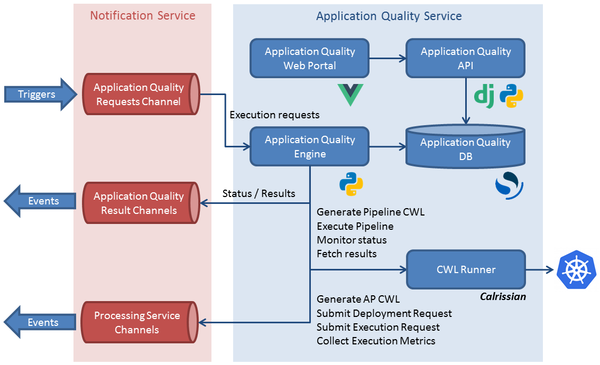 Notification Service
Application Quality Service
Application Quality
Web Portal
Application Quality
API
Triggers
Application Quality
Requests Channel
dj
Execution requests
Application Quality
Engine
Application Quality
DB
Events
Application Quality
Result Channels
Status / Results
Generate Pipeline CWL
Execute Pipeline
Monitor status
Fetch results
CWL Runner
Calrissian
Events
Processing Service
Channels
Generate AP CWL
Submit Deployment Request
Submit Execution Request
Collect Execution Metrics